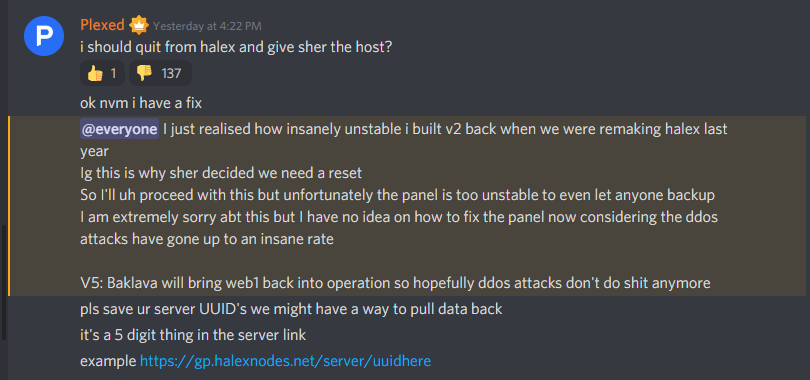 P
Plexed Yesterday at 4:22 PM
i should quit from halex and give sher the host?
👍 1 👎 137
ok nvm i have a fix
@everyone I just realised how insanely unstable i built v2 back when we were remaking halex last
year
Ig this is why sher decided we need a reset
So I'll uh proceed with this but unfortunately the panel is too unstable to even let anyone backup
I am extremely sorry abt this but I have no idea on how to fix the panel now considering the ddos
attacks have gone up to an insane rate
V5: Baklava will bring web1 back into operation so hopefully ddos attacks don't do shit anymore
pls save ur server UUID's we might have a way to pull data back
it's a 5 digit thing in the server link
example https://gp.halexnodes.net/server/uuidhere